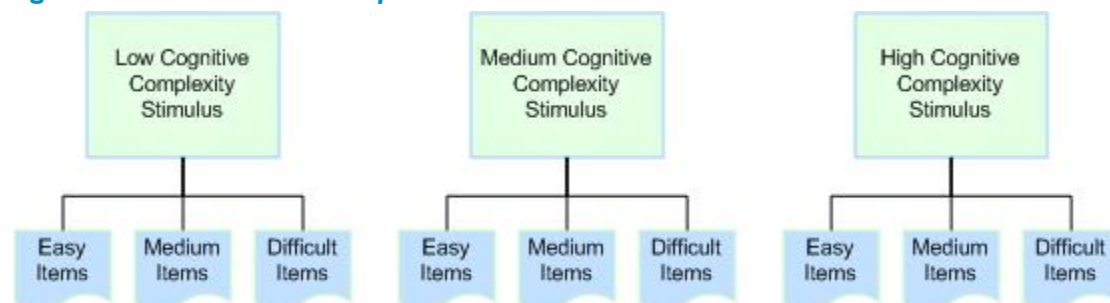 Low Cognitive
Complexity
Stimulus
Medium Cognitive
Complexity
Stimulus
High Cognitive
Complexity
Stimulus
Easy
Items
Medium
Items
Difficult
Items
Easy
Items
Medium
Items
Difficult
Items
Easy
Items
Medium
Items
Difficult
Items